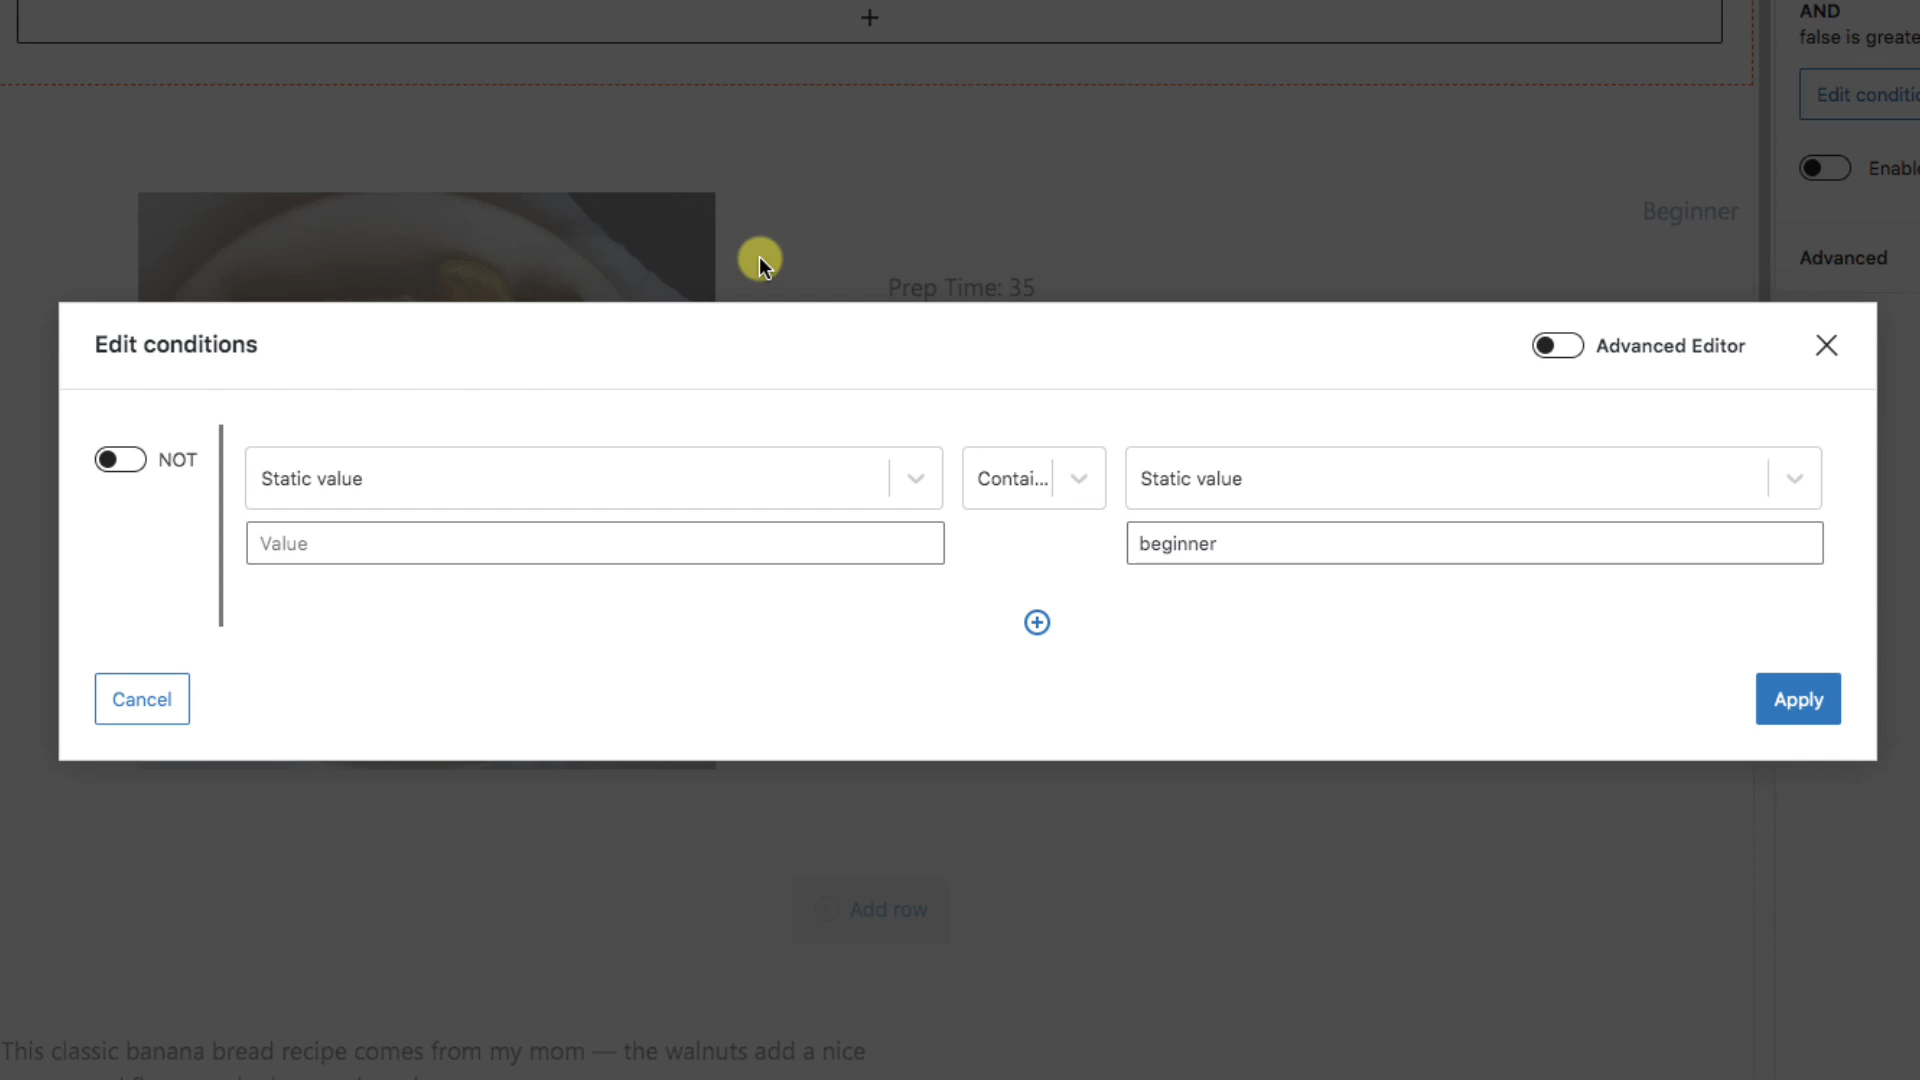 AND
false is greate
Edit conditio
Enable
Beginner
Advanced
Prep Time: 35
Edit conditions
Advanced Editor
NOT
Static value
Contai...
Static value
Value
beginner
Cancel
Apply
Add row
This classic banana bread recipe comes from my mom — the walnuts add a nice